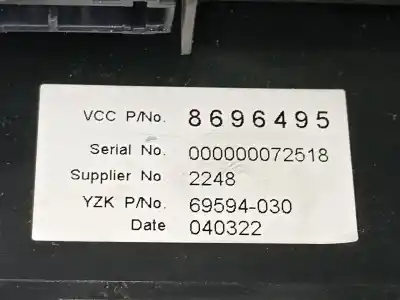 VCC P/No. 8696495
Serial No. 000000072518
Supplier No. 2248
YZK P/No. 69594-030
Date 040322